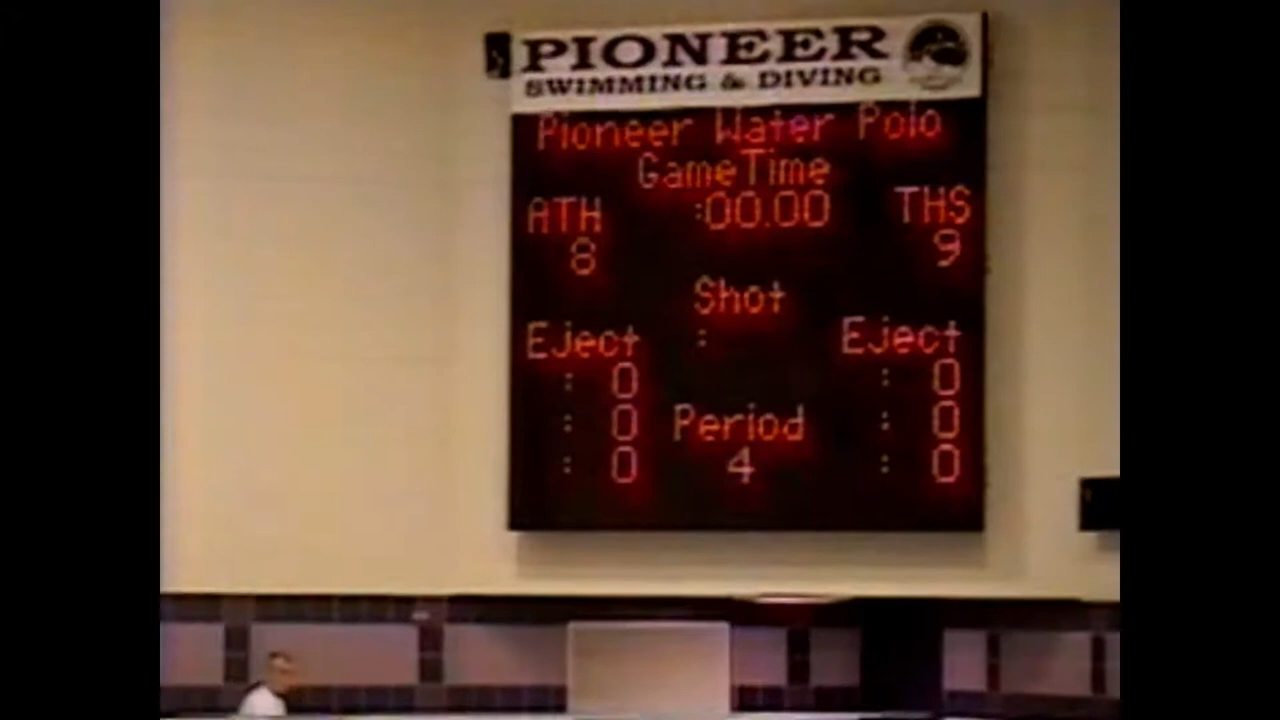 PIONEER
SWIMMING & DIVING
Pioneer Water Polo
GameTime
ATH :00.00 THS
8 9
Shot
Eject : Eject
: 0 : 0
: 0 Period : 0
: 0 4 : 0